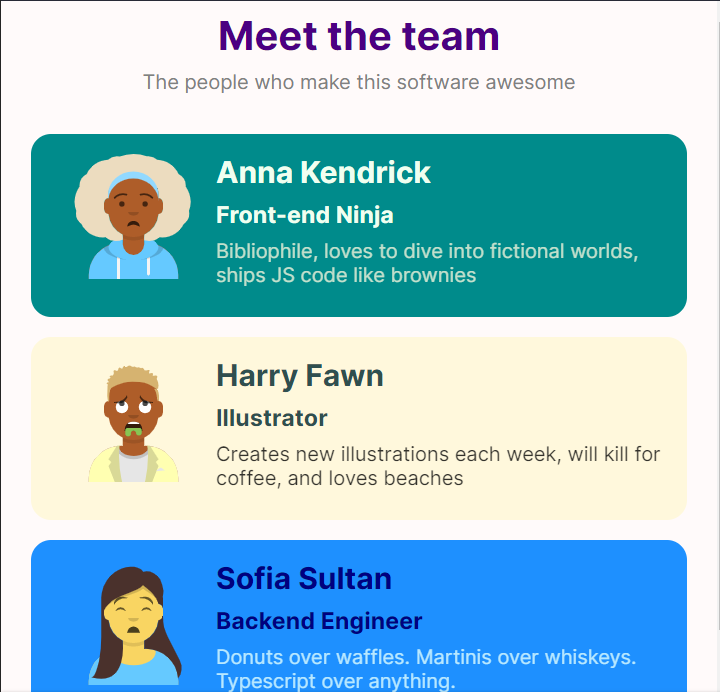 Meet the team
The people who make this software awesome
Anna Kendrick
Front-end Ninja
Bibliophile, loves to dive into fictional worlds,
ships JS code like brownies
Harry Fawn
Illustrator
Creates new illustrations each week, will kill for
coffee, and loves beaches
Sofia Sultan
Backend Engineer
Donuts over waffles. Martinis over whiskeys.
Typescript over anything.